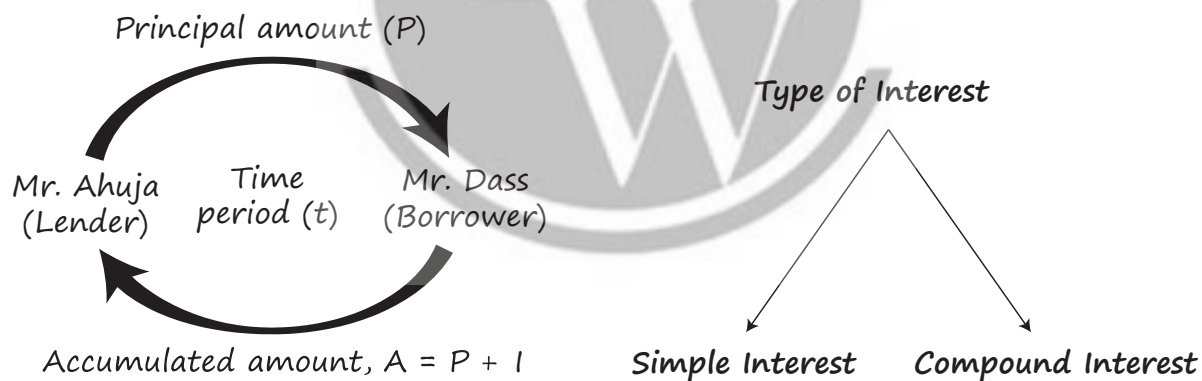 Principal amount (P)
Mr. Ahuja
(Lender)
Time
period (t)
Mr. Dass
(Borrower)
Accumulated amount, A = P + I
Type of Interest
Simple Interest
Compound Interest